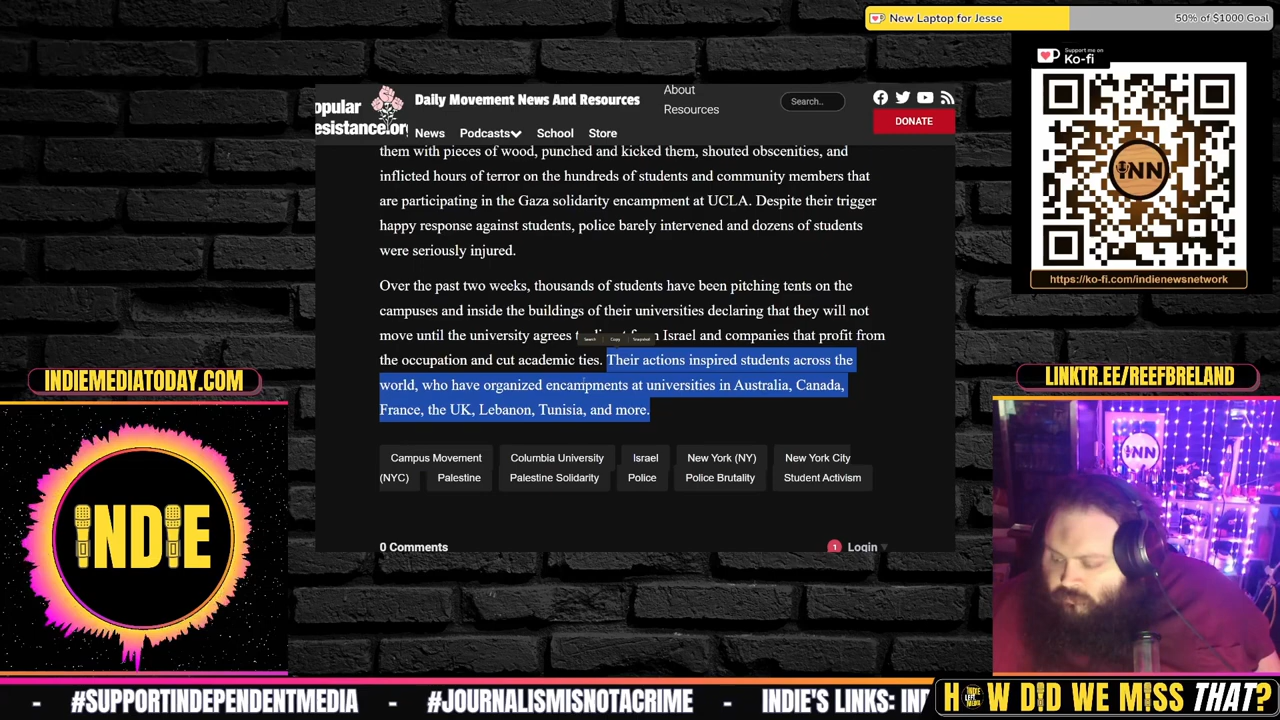 New Laptop for Jesse
50% of $1000 Goal
Support me on
Ko-fi
iNN
https://ko-fi.com/indienewsnetwork
opular
esistance.org
Daily Movement News And Resources
About
Resources
Search..
DONATE
News
Podcasts
School
Store
them with pieces of wood, punched and kicked them, shouted obscenities, and
inflicted hours of terror on the hundreds of students and community members that
are participating in the Gaza solidarity encampment at UCLA. Despite their trigger
happy response against students, police barely intervened and dozens of students
were seriously injured.
Over the past two weeks, thousands of students have been pitching tents on the
campuses and inside the buildings of their universities declaring that they will not
move until the university agrees Israel and companies that profit from
Search Copy Snapshot
the occupation and cut academic ties. Their actions inspired students across the
world, who have organized encampments at universities in Australia, Canada,
France, the UK, Lebanon, Tunisia, and more.
Campus Movement
Columbia University
Israel
New York (NY)
New York City
(NYC)
Palestine
Palestine Solidarity
Police
Police Brutality
Student Activism
0 Comments
1
Login
INDIEMEDIATODAY.COM
INDIE
LINKTR.EE/REEFBRELAND
iNN
- #SUPPORTINDEPENDENTMEDIA - #JOURNALISMISNOTACRIME - INDIE'S LINKS: IND
HOW DID WE MISS THAT?
INDIE
LEFT
MEDIA